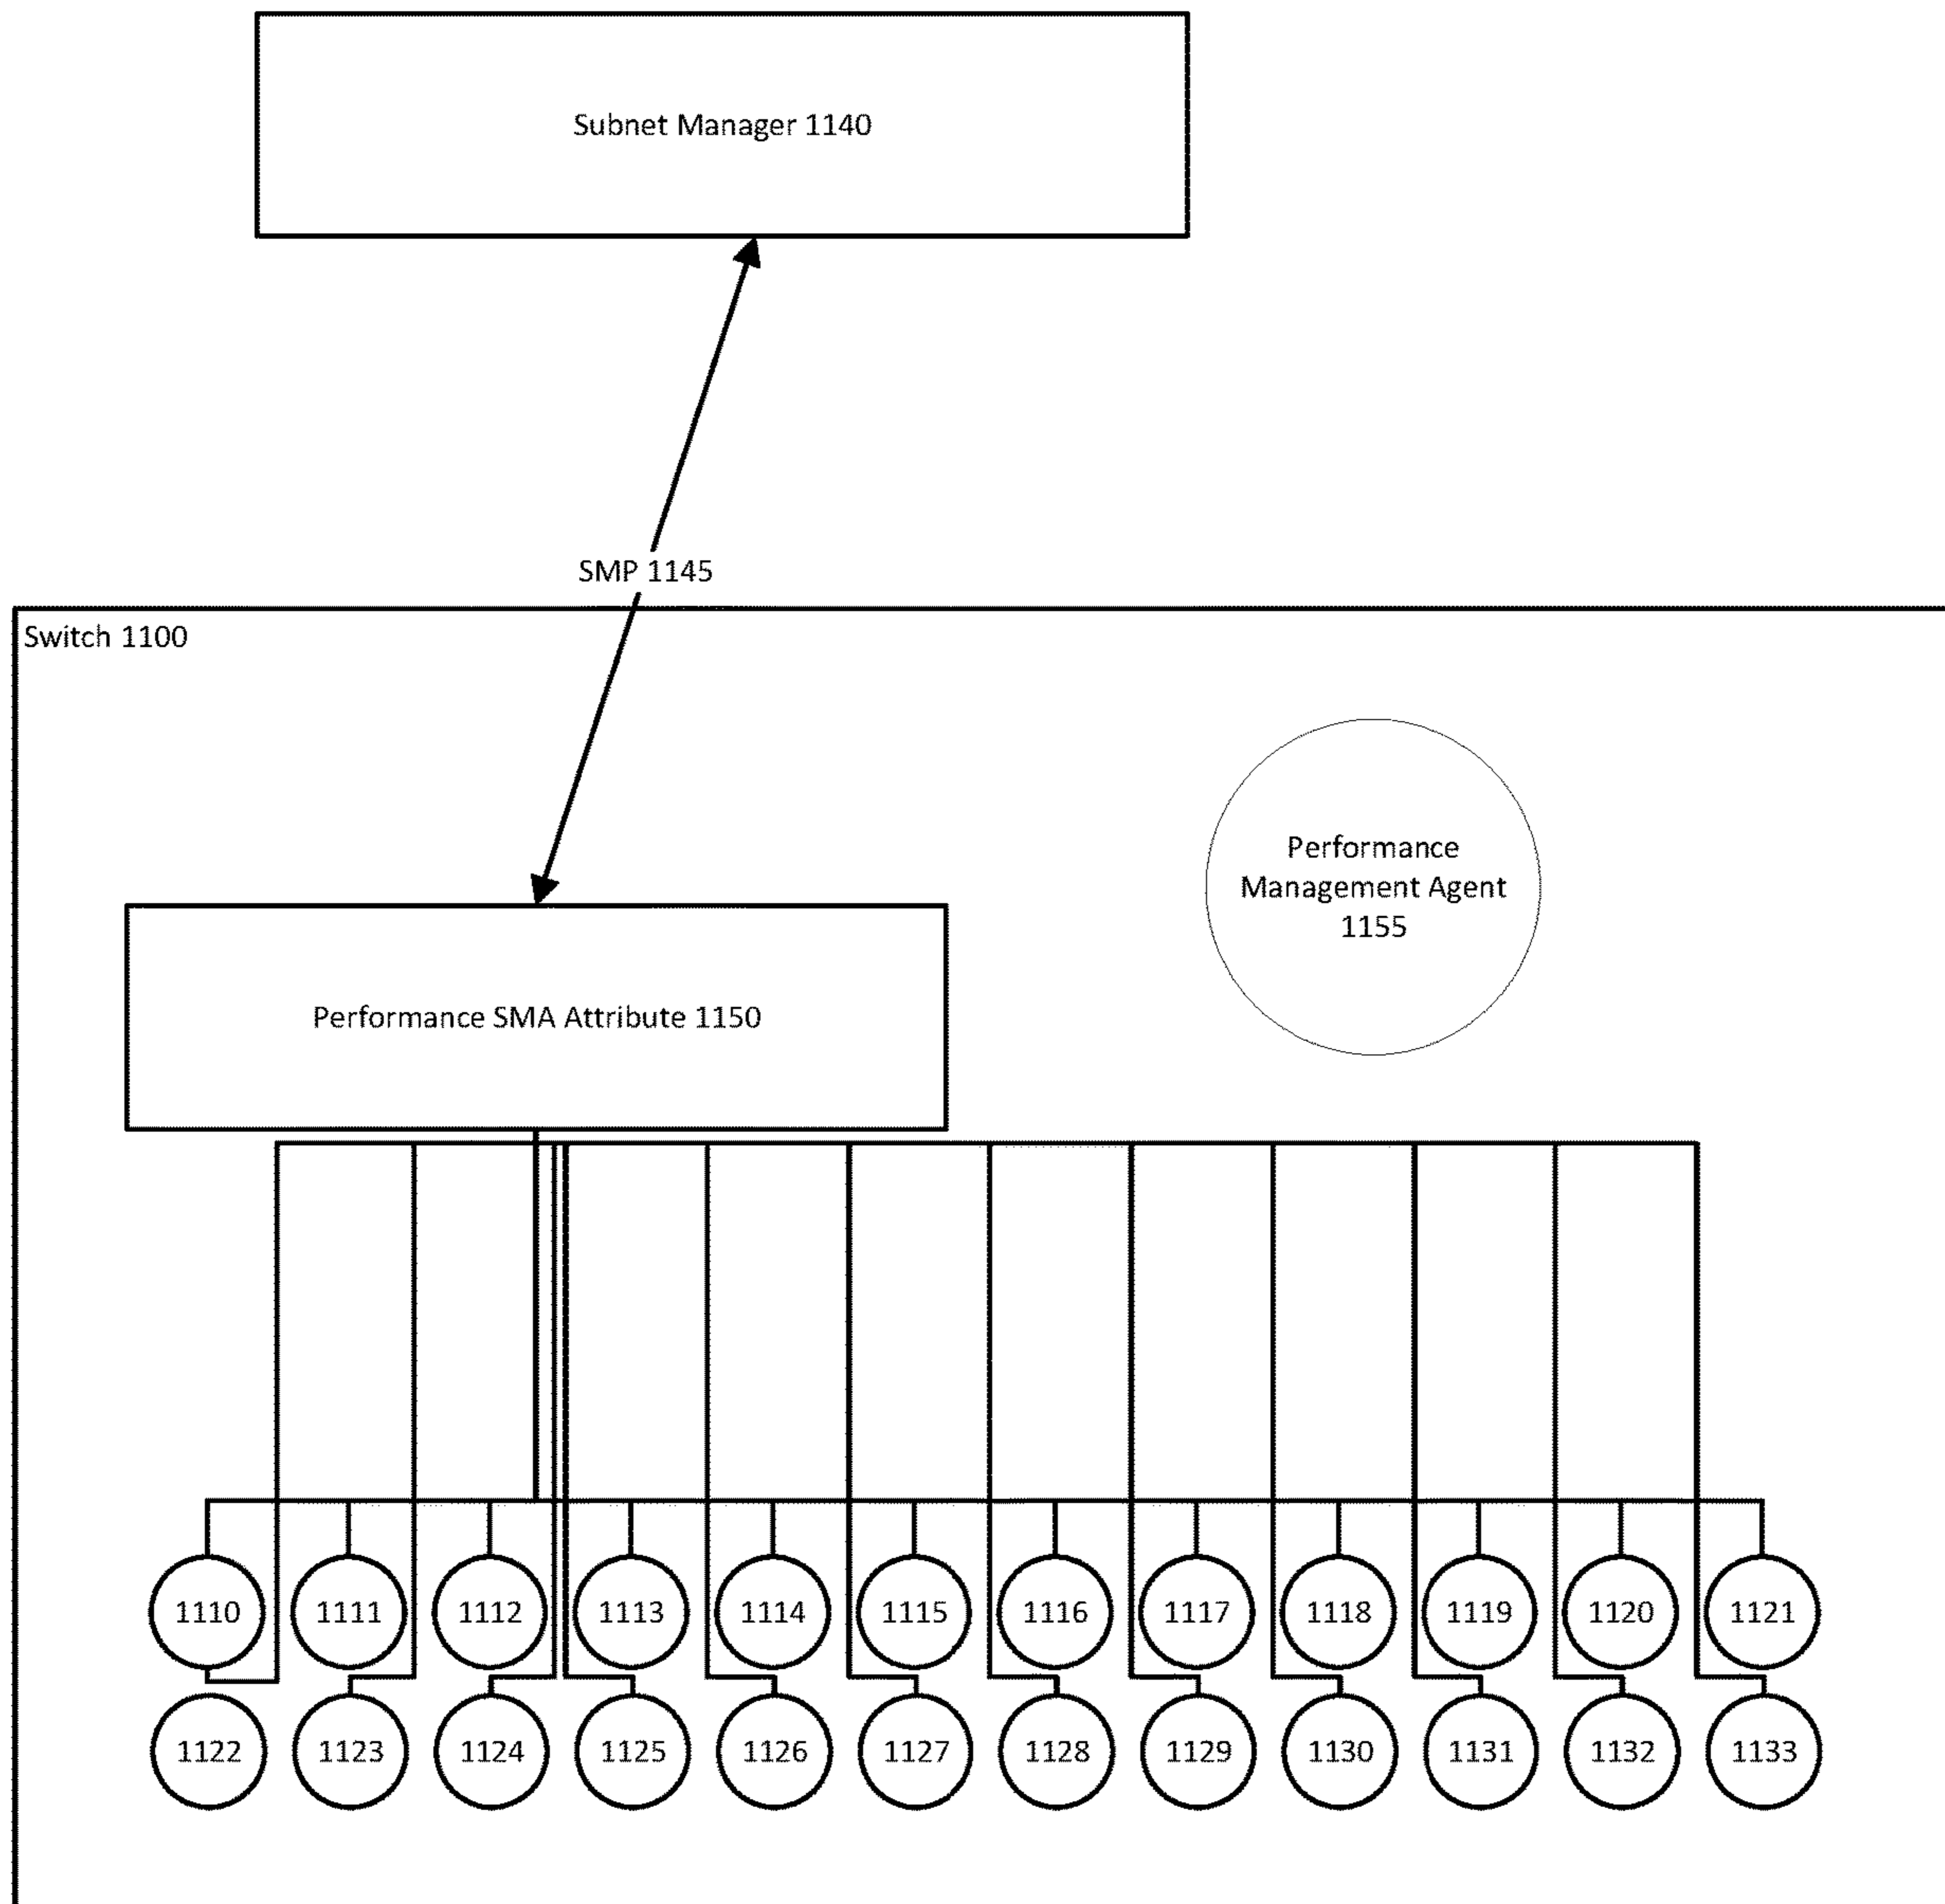 Subnet Manager 1140
SMP 1145
Switch 1100
Performance
Management Agent
1155
Performance SMA Attribute 1150
1110 1111 1112 1113 1114 1115 1116 1117 1118 1119 1120 1121
1122 1123 1124 1125 1126 1127 1128 1129 1130 1131 1132 1133